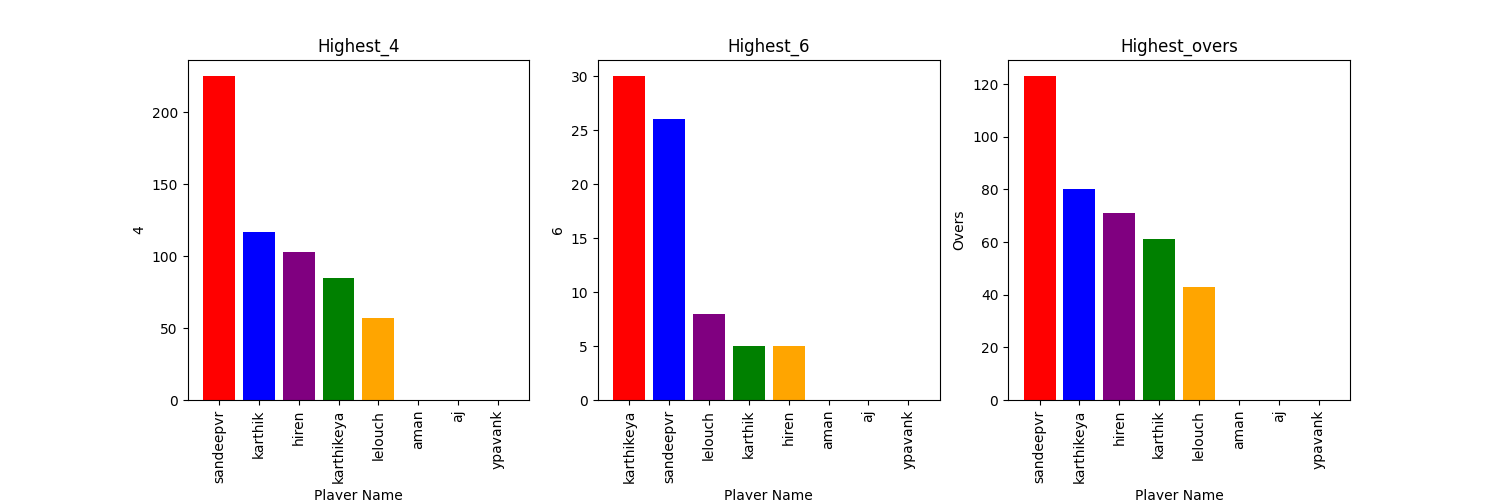 Highest_4
4
200
150
100
50
0
sandeepvr
karthik
hiren
karthikeya
lelouch
aman
aj
ypavank
Player Name
Highest_6
6
30
25
20
15
10
5
0
karthikeya
sandeepvr
lelouch
karthik
hiren
aman
aj
ypavank
Player Name
Highest_overs
Overs
120
100
80
60
40
20
0
sandeepvr
karthikeya
hiren
karthik
lelouch
aman
aj
ypavank
Player Name